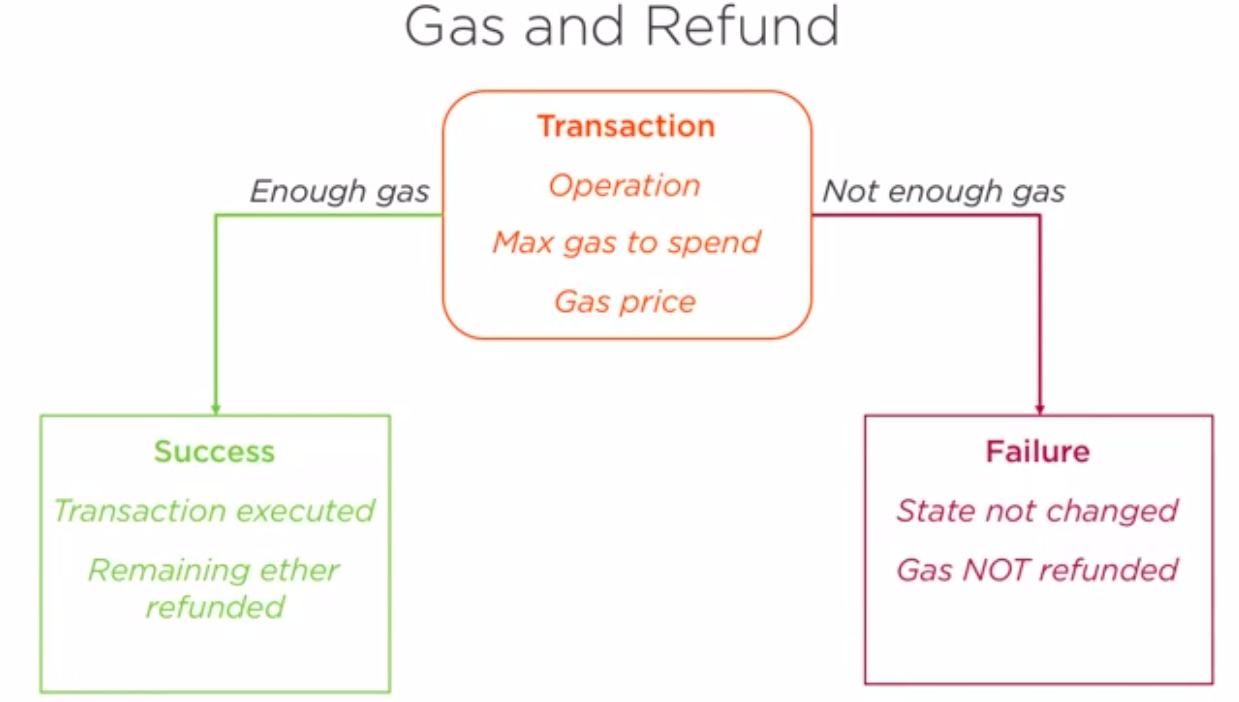 Gas and Refund
Transaction
Operation
Max gas to spend
Gas price
Enough gas
Not enough gas
Success
Transaction executed
Remaining ether
refunded
Failure
State not changed
Gas NOT refunded